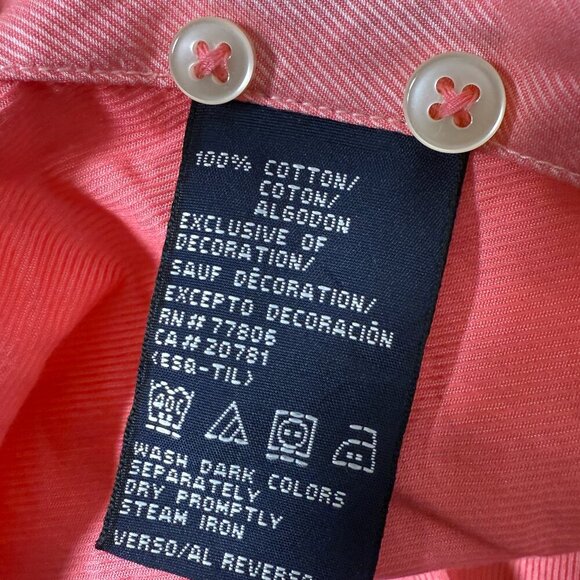 100% COTTON/
COTON/
ALGODON
EXCLUSIVE OF
DECORATION/
SAUF DÉCORATION/
EXCEPTO DECORACIÓN
RN# 77806
CA# 20781
(ESQ-TIL)
40C
WASH DARK COLORS
SEPARATELY
DRY PROMPTLY
STEAM IRON
VERSO/AL REVERSO